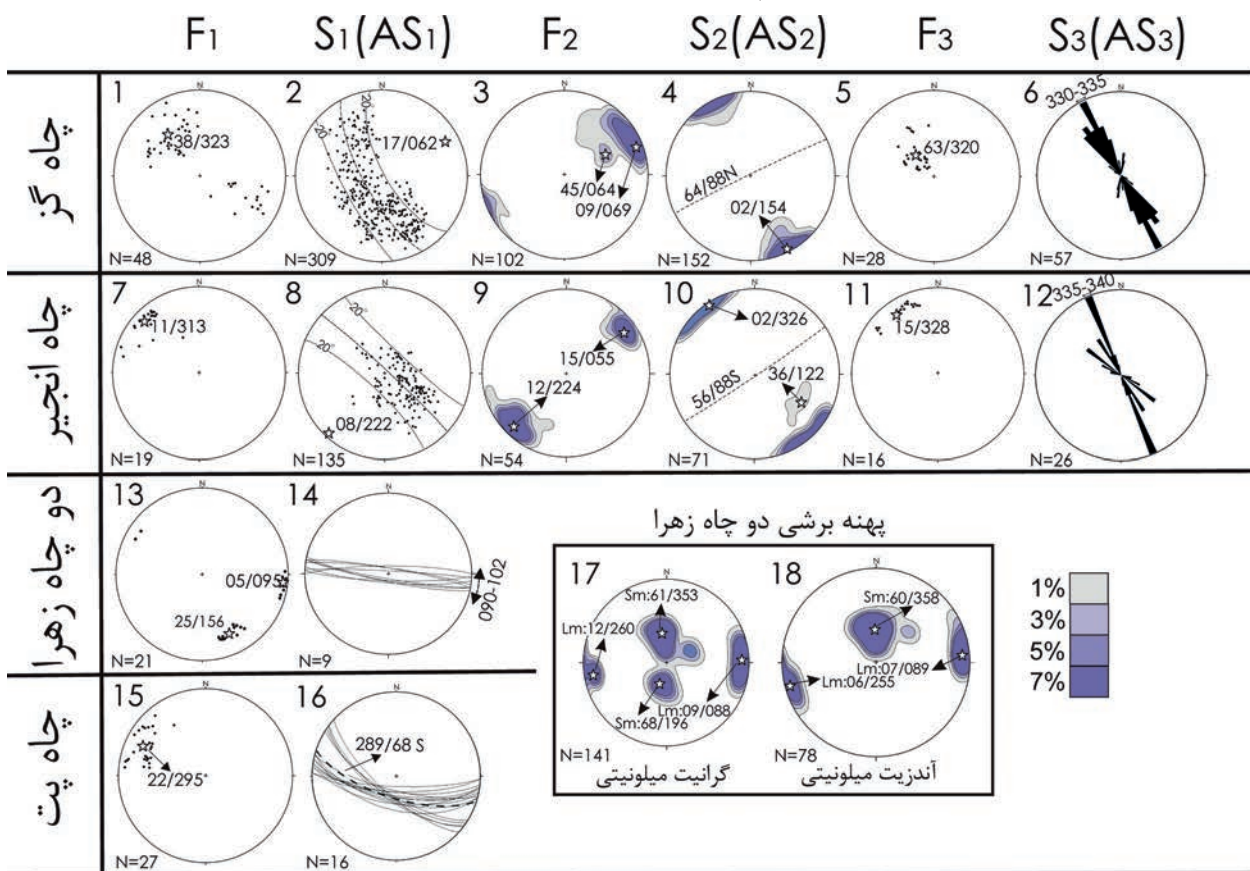 F1 S1(AS1) F2 S2(AS2) F3 S3(AS3)
چاه گز
1 N 38/323 N=48
2 N 20° 20° 17/062 N=309
3 N 45/064 09/069 N=102
4 N 64/88N 02/154 N=152
5 N 63/320 N=28
6 330-335 N N=57
چاه انجیر
7 N 11/313 N=19
8 N 20° 20° 08/222 N=135
9 N 15/055 12/224 N=54
10 N 02/326 56/88S 36/122 N=71
11 N 15/328 N=16
12 335-340 N N=26
دو چاه زهرا
13 N 05/095 25/156 N=21
14 N 090-102 N=9
پهنه برشی دو چاه زهرا
17 N Sm:61/353 Lm:12/260 Lm:09/088 Sm:68/196 N=141
گرانیت میلونیتی
18 N Sm:60/358 Lm:07/089 Lm:06/255 N=78
آندزیت میلونیتی
1%
3%
5%
7%
چاه پت
15 N 22/295° N=27
16 N 289/68 S N=16